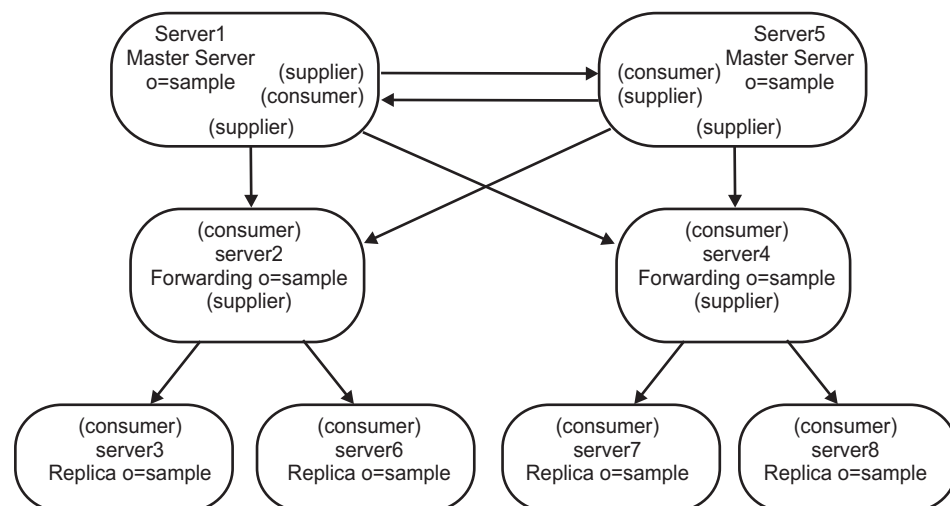 Server1
Master Server
o=sample
(supplier)
(consumer)
(supplier)
Server5
Master Server
o=sample
(consumer)
(supplier)
(supplier)
(consumer)
server2
Forwarding o=sample
(supplier)
(consumer)
server4
Forwarding o=sample
(supplier)
(consumer)
server3
Replica o=sample
(consumer)
server6
Replica o=sample
(consumer)
server7
Replica o=sample
(consumer)
server8
Replica o=sample